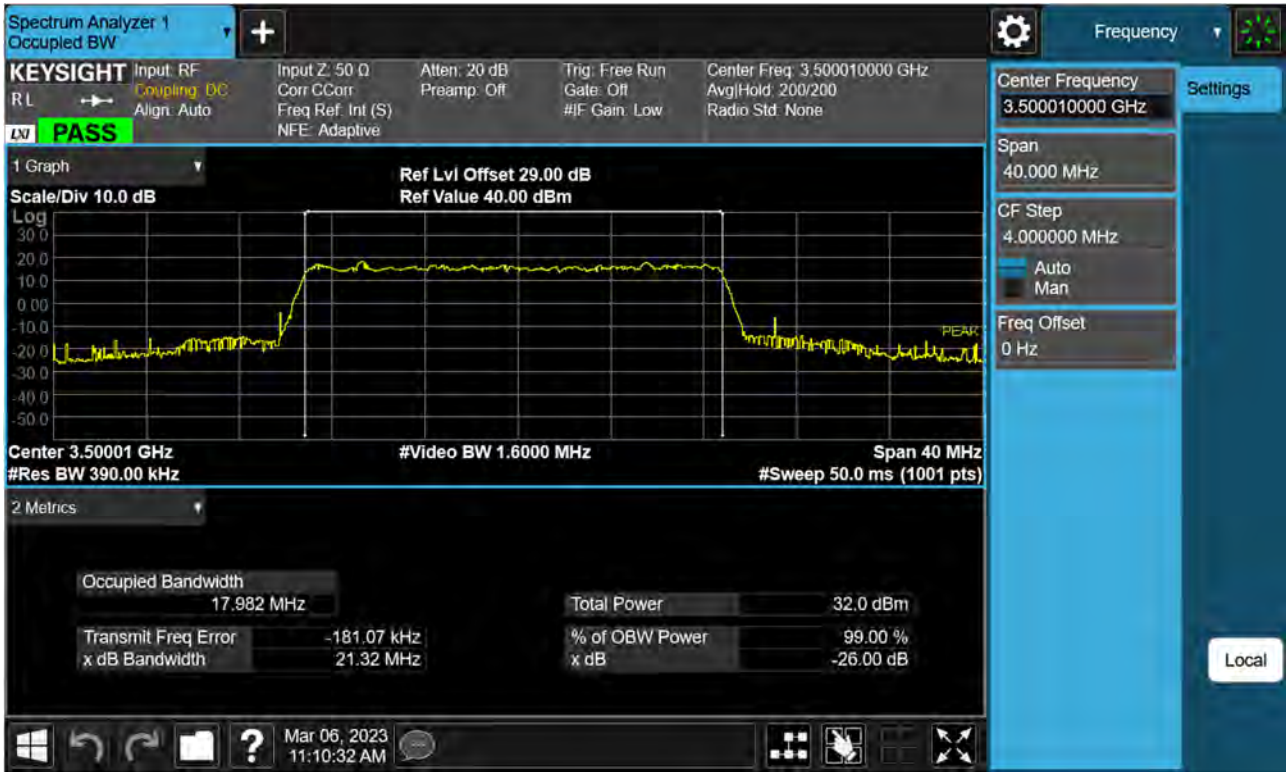 Spectrum Analyzer 1
Occupied BW
+
Frequency
KEYSIGHT
R L
LXI
PASS
Input: RF
Coupling: DC
Align: Auto
Input Z: 50 Ω
Corr CCorr
Freq Ref: Int (S)
NFE: Adaptive
Atten: 20 dB
Preamp: Off
Trig: Free Run
Gate: Off
#IF Gain: Low
Center Freq: 3.500010000 GHz
Avg|Hold: 200/200
Radio Std: None
Center Frequency
3.500010000 GHz
Settings
Span
40.000 MHz
CF Step
4.000000 MHz
Auto
Man
Freq Offset
0 Hz
Local
1 Graph
Scale/Div 10.0 dB
Ref Lvl Offset 29.00 dB
Ref Value 40.00 dBm
Log
30.0
20.0
10.0
0.00
-10.0
-20.0
-30.0
-40.0
-50.0
PEAK
Center 3.50001 GHz
#Res BW 390.00 kHz
#Video BW 1.6000 MHz
Span 40 MHz
#Sweep 50.0 ms (1001 pts)
2 Metrics
Occupied Bandwidth
17.982 MHz
Total Power 32.0 dBm
Transmit Freq Error -181.07 kHz
% of OBW Power 99.00 %
x dB Bandwidth 21.32 MHz
x dB -26.00 dB
?
Mar 06, 2023
11:10:32 AM